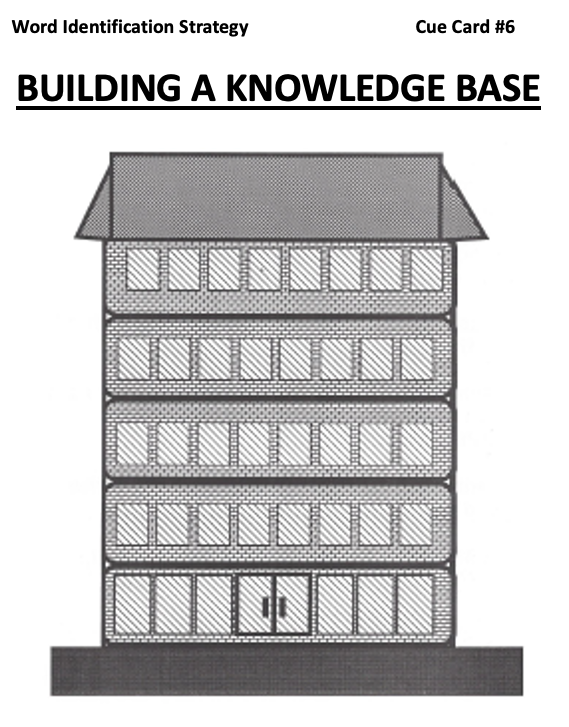 Word Identification Strategy Cue Card #6
BUILDING A KNOWLEDGE BASE